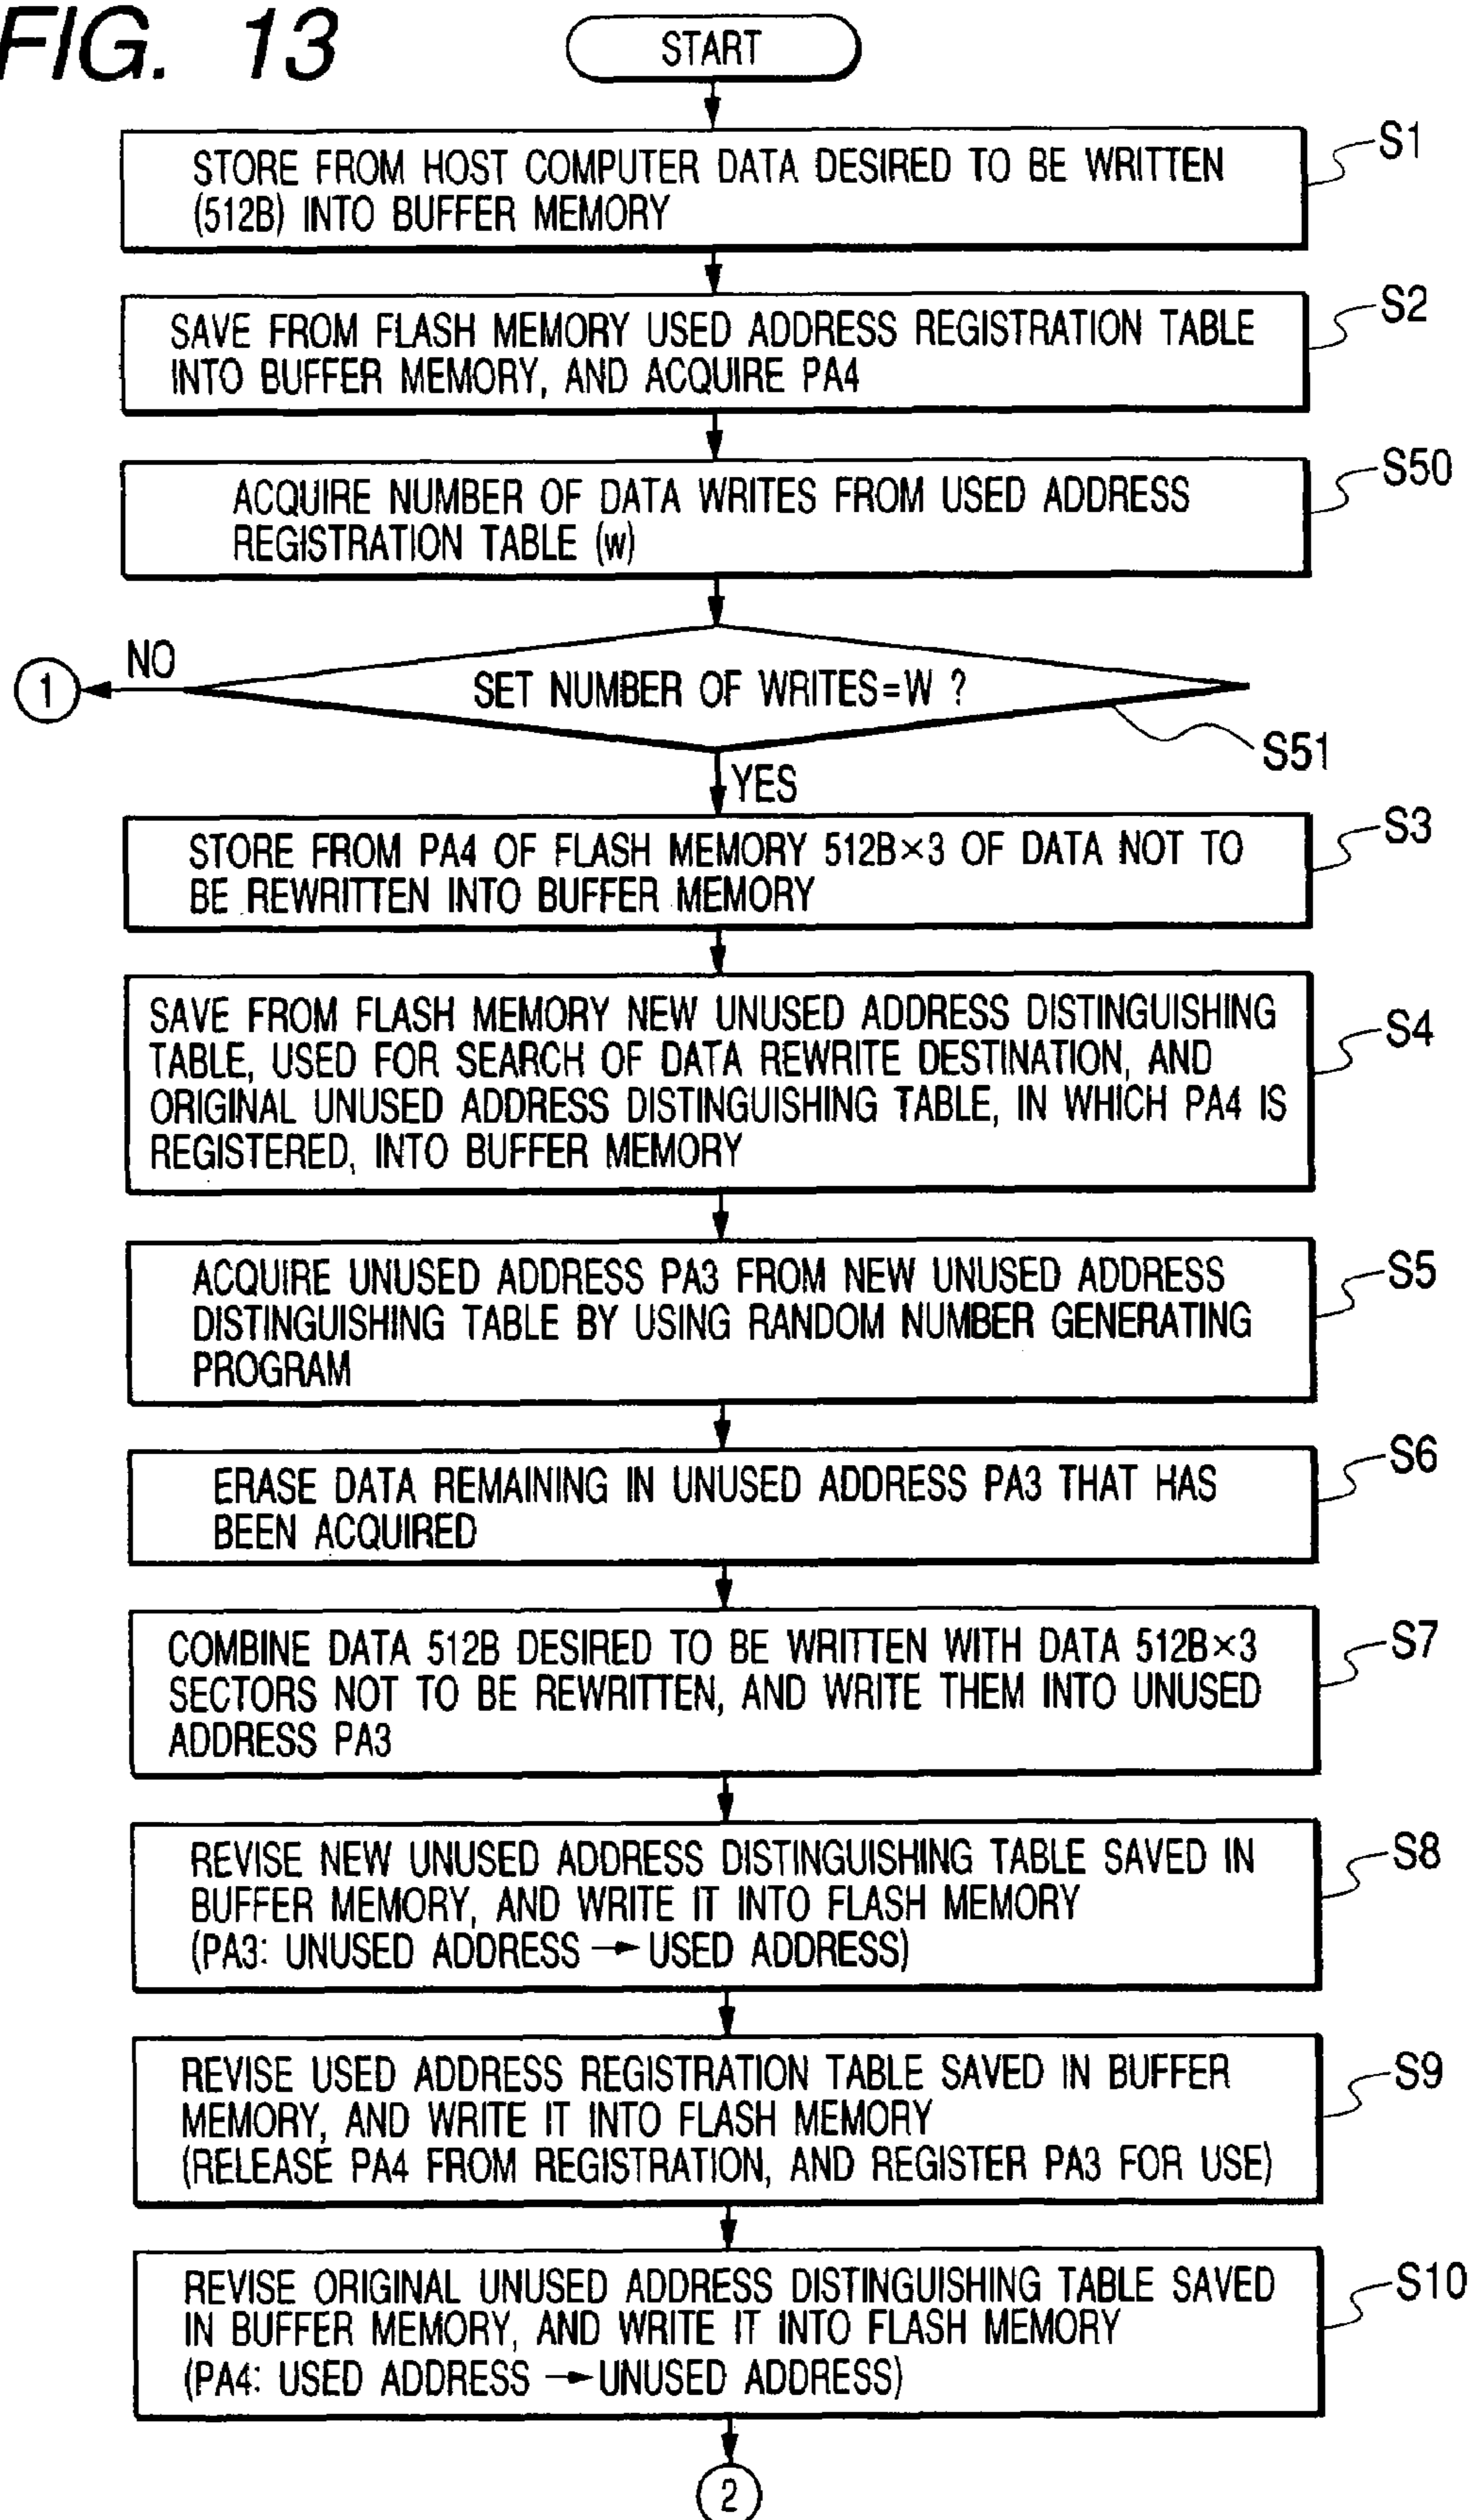 FIG. 13
START
STORE FROM HOST COMPUTER DATA DESIRED TO BE WRITTEN
(512B) INTO BUFFER MEMORY
S1
SAVE FROM FLASH MEMORY USED ADDRESS REGISTRATION TABLE
INTO BUFFER MEMORY, AND ACQUIRE PA4
S2
ACQUIRE NUMBER OF DATA WRITES FROM USED ADDRESS
REGISTRATION TABLE (w)
S50
NO
1
SET NUMBER OF WRITES=W ?
S51
YES
STORE FROM PA4 OF FLASH MEMORY 512B×3 OF DATA NOT TO
BE REWRITTEN INTO BUFFER MEMORY
S3
SAVE FROM FLASH MEMORY NEW UNUSED ADDRESS DISTINGUISHING
TABLE, USED FOR SEARCH OF DATA REWRITE DESTINATION, AND
ORIGINAL UNUSED ADDRESS DISTINGUISHING TABLE, IN WHICH PA4 IS
REGISTERED, INTO BUFFER MEMORY
S4
ACQUIRE UNUSED ADDRESS PA3 FROM NEW UNUSED ADDRESS
DISTINGUISHING TABLE BY USING RANDOM NUMBER GENERATING
PROGRAM
S5
ERASE DATA REMAINING IN UNUSED ADDRESS PA3 THAT HAS
BEEN ACQUIRED
S6
COMBINE DATA 512B DESIRED TO BE WRITTEN WITH DATA 512B×3
SECTORS NOT TO BE REWRITTEN, AND WRITE THEM INTO UNUSED
ADDRESS PA3
S7
REVISE NEW UNUSED ADDRESS DISTINGUISHING TABLE SAVED IN
BUFFER MEMORY, AND WRITE IT INTO FLASH MEMORY
(PA3: UNUSED ADDRESS → USED ADDRESS)
S8
REVISE USED ADDRESS REGISTRATION TABLE SAVED IN BUFFER
MEMORY, AND WRITE IT INTO FLASH MEMORY
(RELEASE PA4 FROM REGISTRATION, AND REGISTER PA3 FOR USE)
S9
REVISE ORIGINAL UNUSED ADDRESS DISTINGUISHING TABLE SAVED
IN BUFFER MEMORY, AND WRITE IT INTO FLASH MEMORY
(PA4: USED ADDRESS → UNUSED ADDRESS)
S10
2